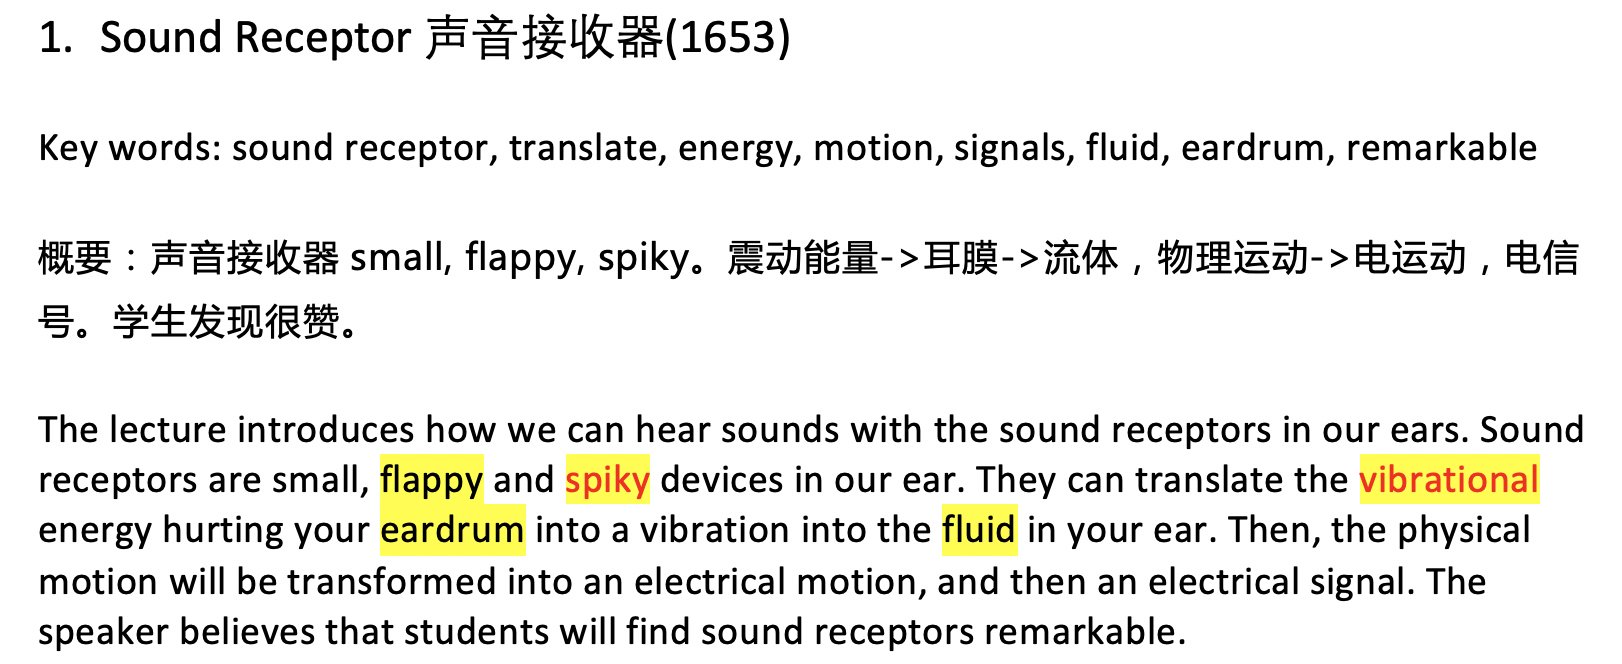 1. Sound Receptor 声音接收器(1653)
Key words: sound receptor, translate, energy, motion, signals, fluid, eardrum, remarkable
概要：声音接收器 small, flappy, spiky。震动能量->耳膜->流体，物理运动->电运动，电信
号。学生发现很赞。
The lecture introduces how we can hear sounds with the sound receptors in our ears. Sound
receptors are small, flappy and spiky devices in our ear. They can translate the vibrational
energy hurting your eardrum into a vibration into the fluid in your ear. Then, the physical
motion will be transformed into an electrical motion, and then an electrical signal. The
speaker believes that students will find sound receptors remarkable.